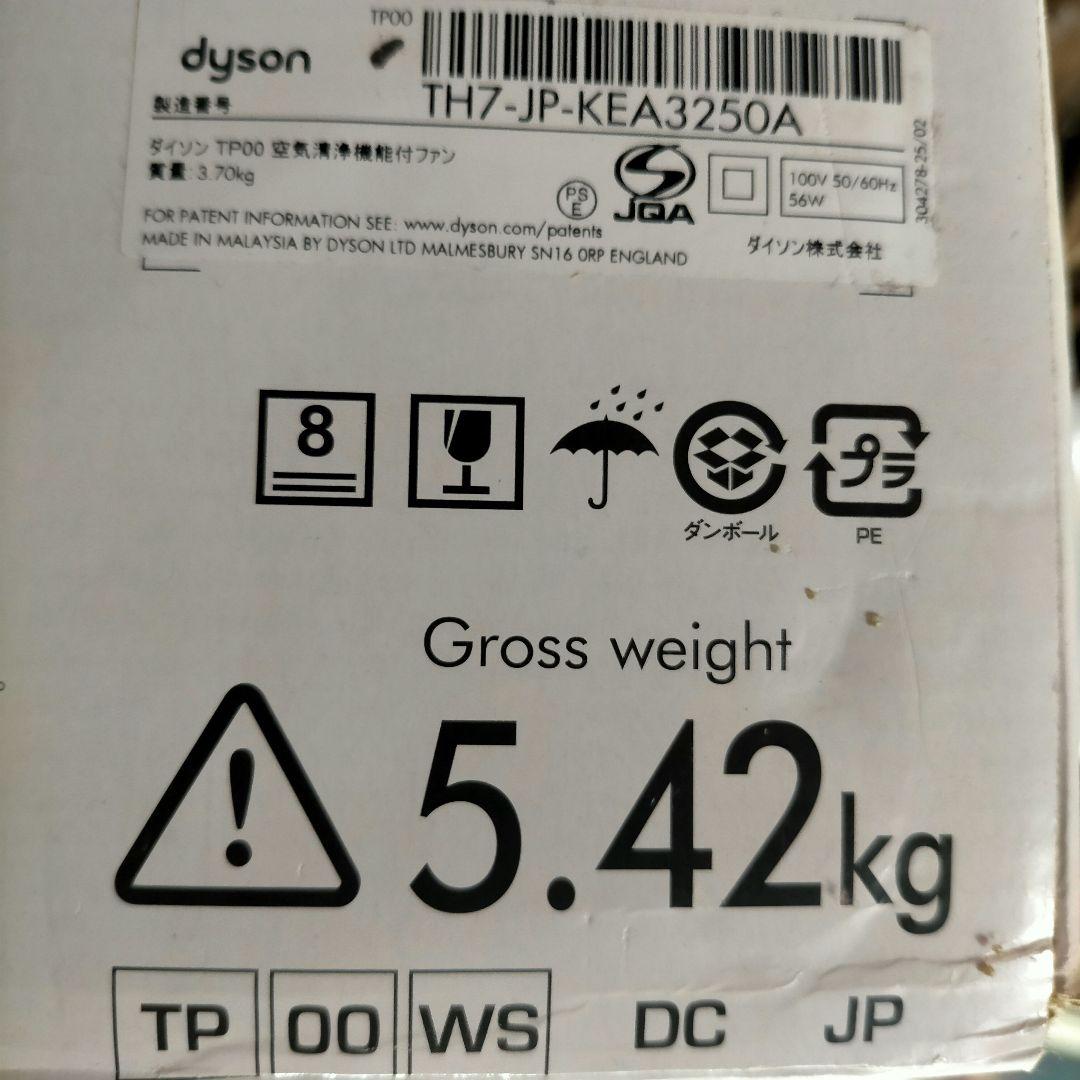 TP00
dyson
製造番号
TH7-JP-KEA3250A
ダイソン TP00 空気清浄機能付ファン
質量: 3.70kg
PS
E
JQA
100V 50/60Hz
56W
304278-25/02
FOR PATENT INFORMATION SEE: www.dyson.com/patents
MADE IN MALAYSIA BY DYSON LTD MALMESBURY SN16 0RP ENGLAND
ダイソン株式会社
8
プラ
ダンボール
PE
Gross weight
5.42kg
TP 00 WS DC JP